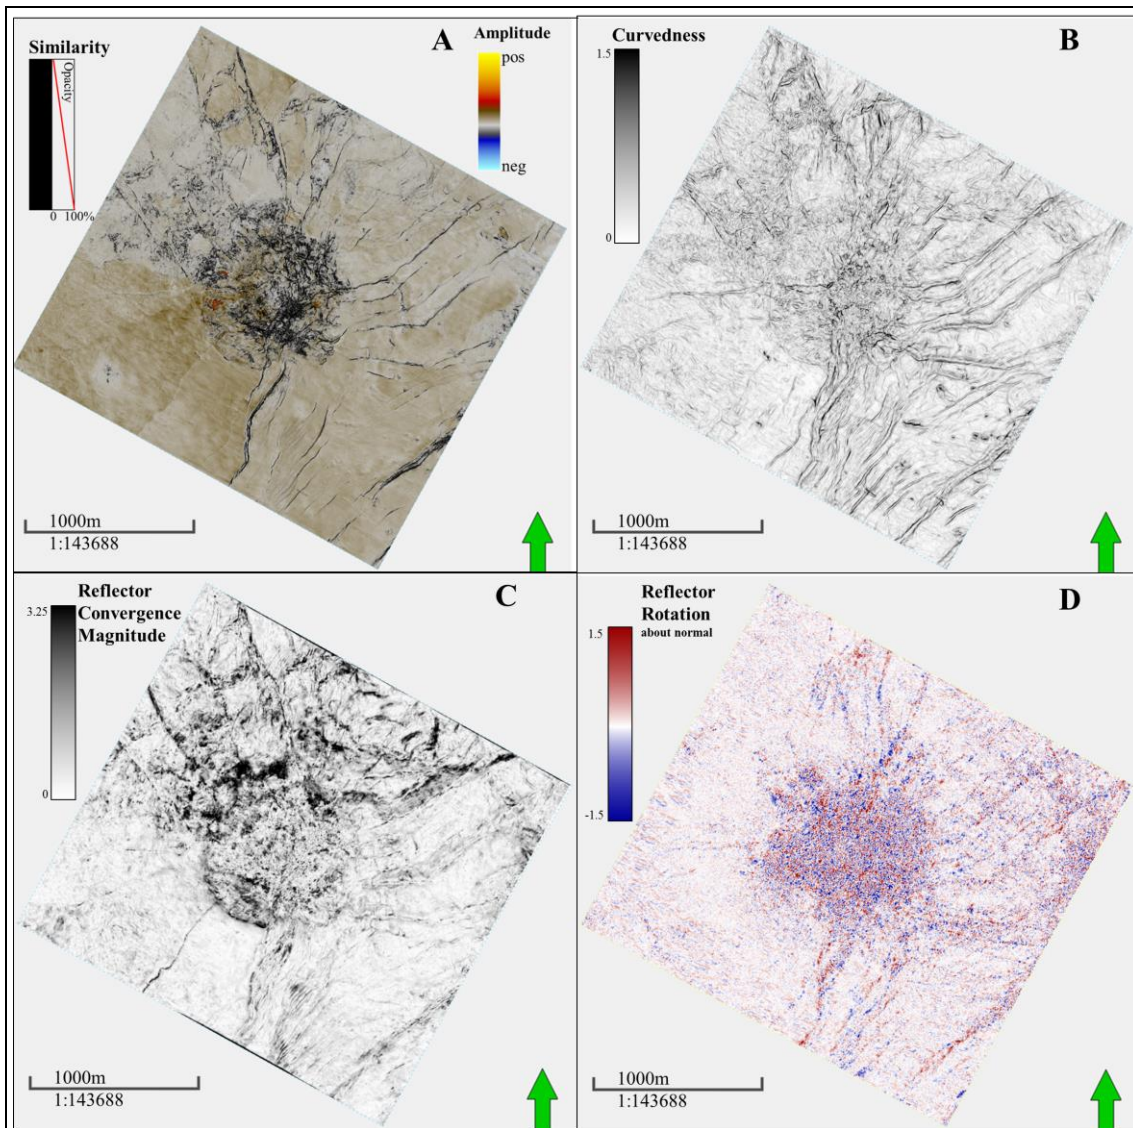 Similarity
Opacity
0 100%
A
Amplitude
pos
neg
1000m
1:143688
Curvedness
1.5
0
B
1000m
1:143688
Reflector
Convergence
Magnitude
3.25
0
C
1000m
1:143688
Reflector
Rotation
about normal
1.5
-1.5
D
1000m
1:143688